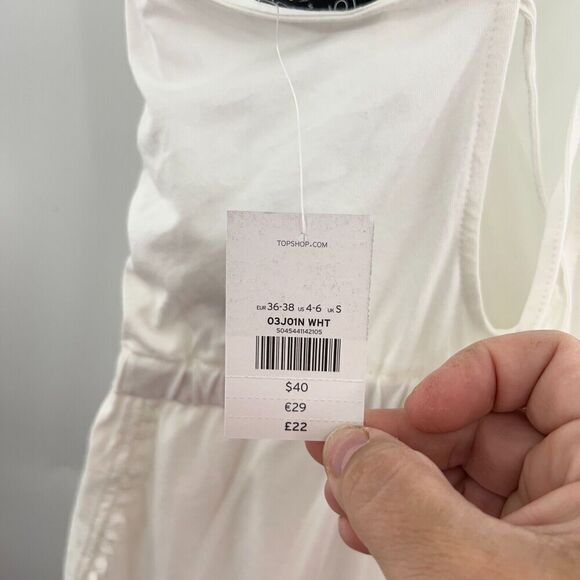 TOPSHOP.COM
EUR 36-38 US 4-6 UK S
03J01N WHT
5045441142105
$40
€29
£22